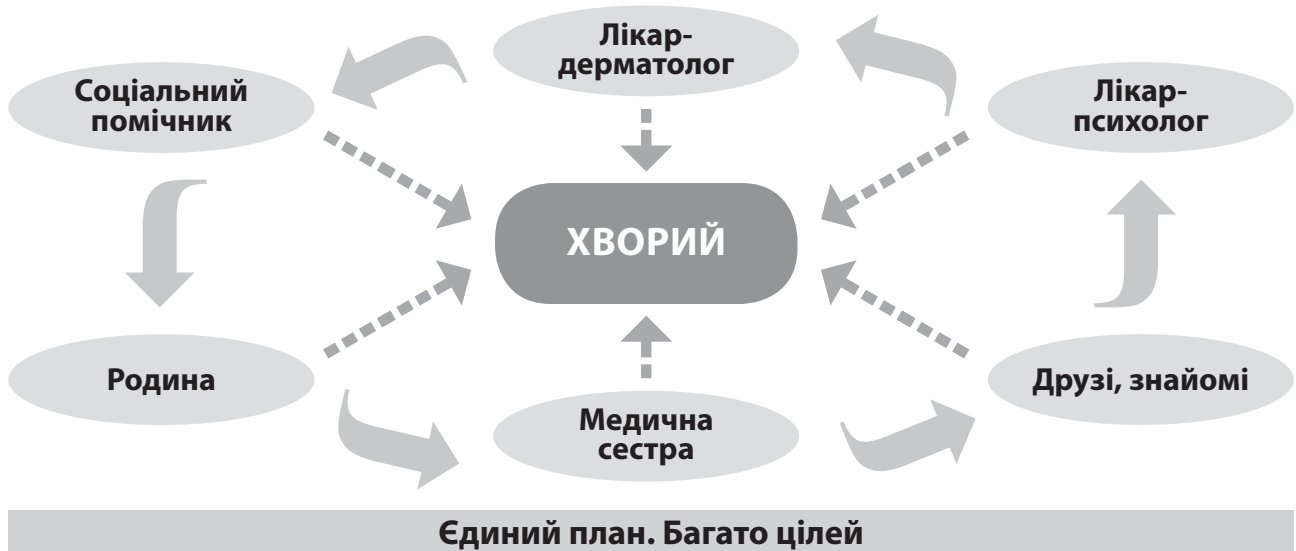 Лікар-
дерматолог
Соціальний
помічник
Лікар-
психолог
ХВОРИЙ
Родина
Друзі, знайомі
Медична
сестра
Єдиний план. Багато цілей